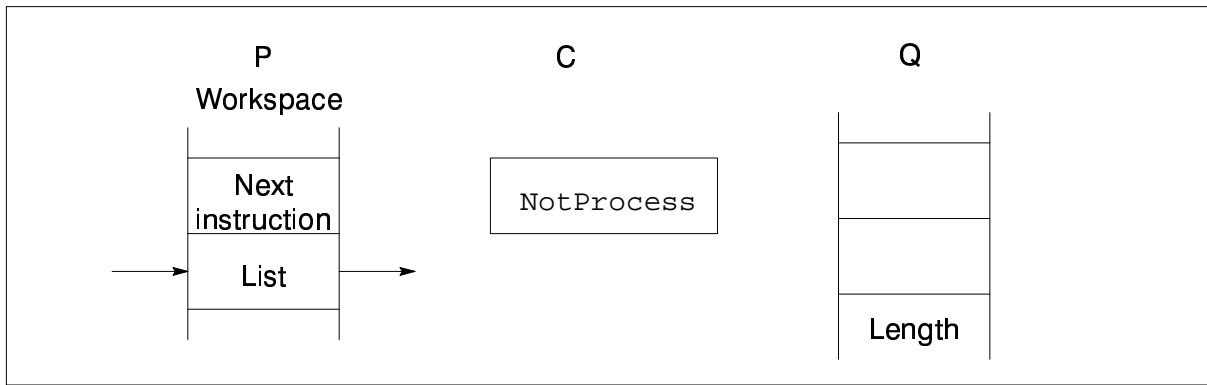 P
Workspace
Next
instruction
List
C
NotProcess
Q
Length